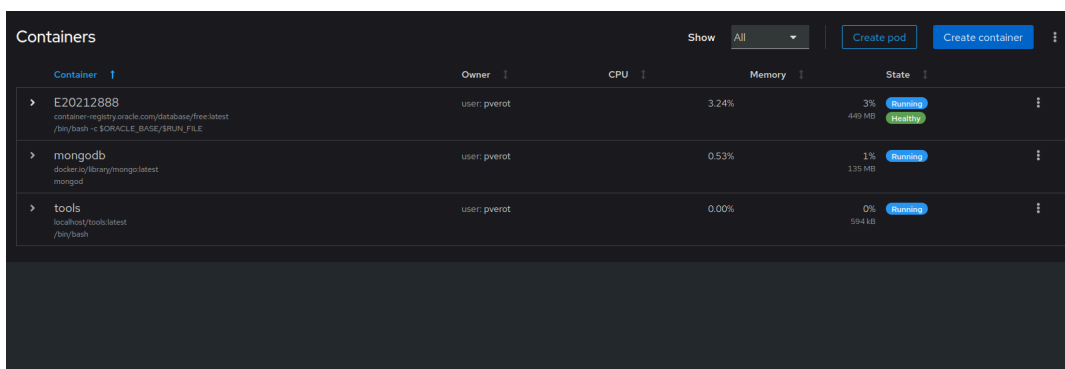 Containers Show All Create pod Create container
Container Owner CPU Memory State
E20212888 user: pverot 3.24% 3% Running
container-registry.oracle.com/database/free:latest 449 MB Healthy
/bin/bash -c $ORACLE_BASE/$RUN_FILE
mongodb user: pverot 0.53% 1% Running
docker.io/library/mongo:latest 135 MB
mongod
tools user: pverot 0.00% 0% Running
localhost/tools:latest 594 kB
/bin/bash